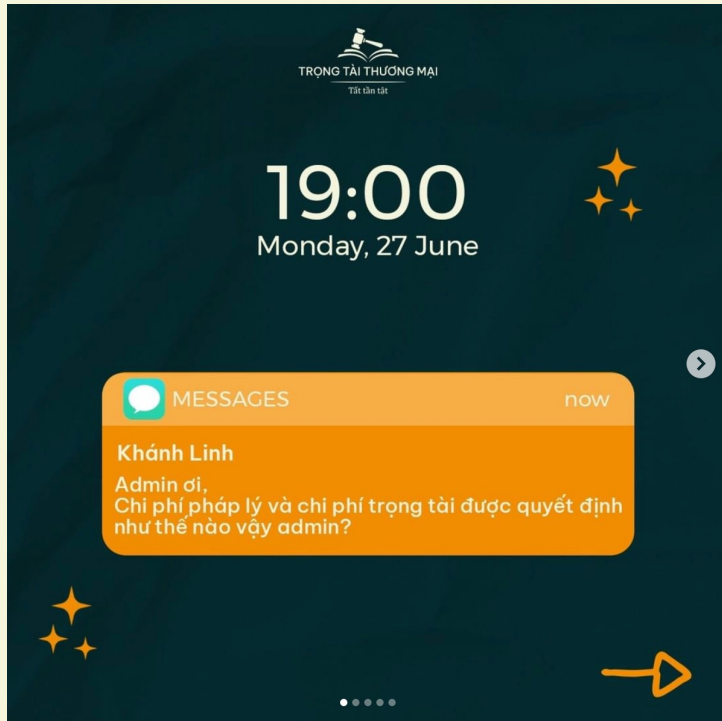 TRỌNG TÀI THƯƠNG MẠI
Tất tần tật
19:00
Monday, 27 June
MESSAGES now
Khánh Linh
Admin ơi,
Chi phí pháp lý và chi phí trọng tài được quyết định
như thế nào vậy admin?